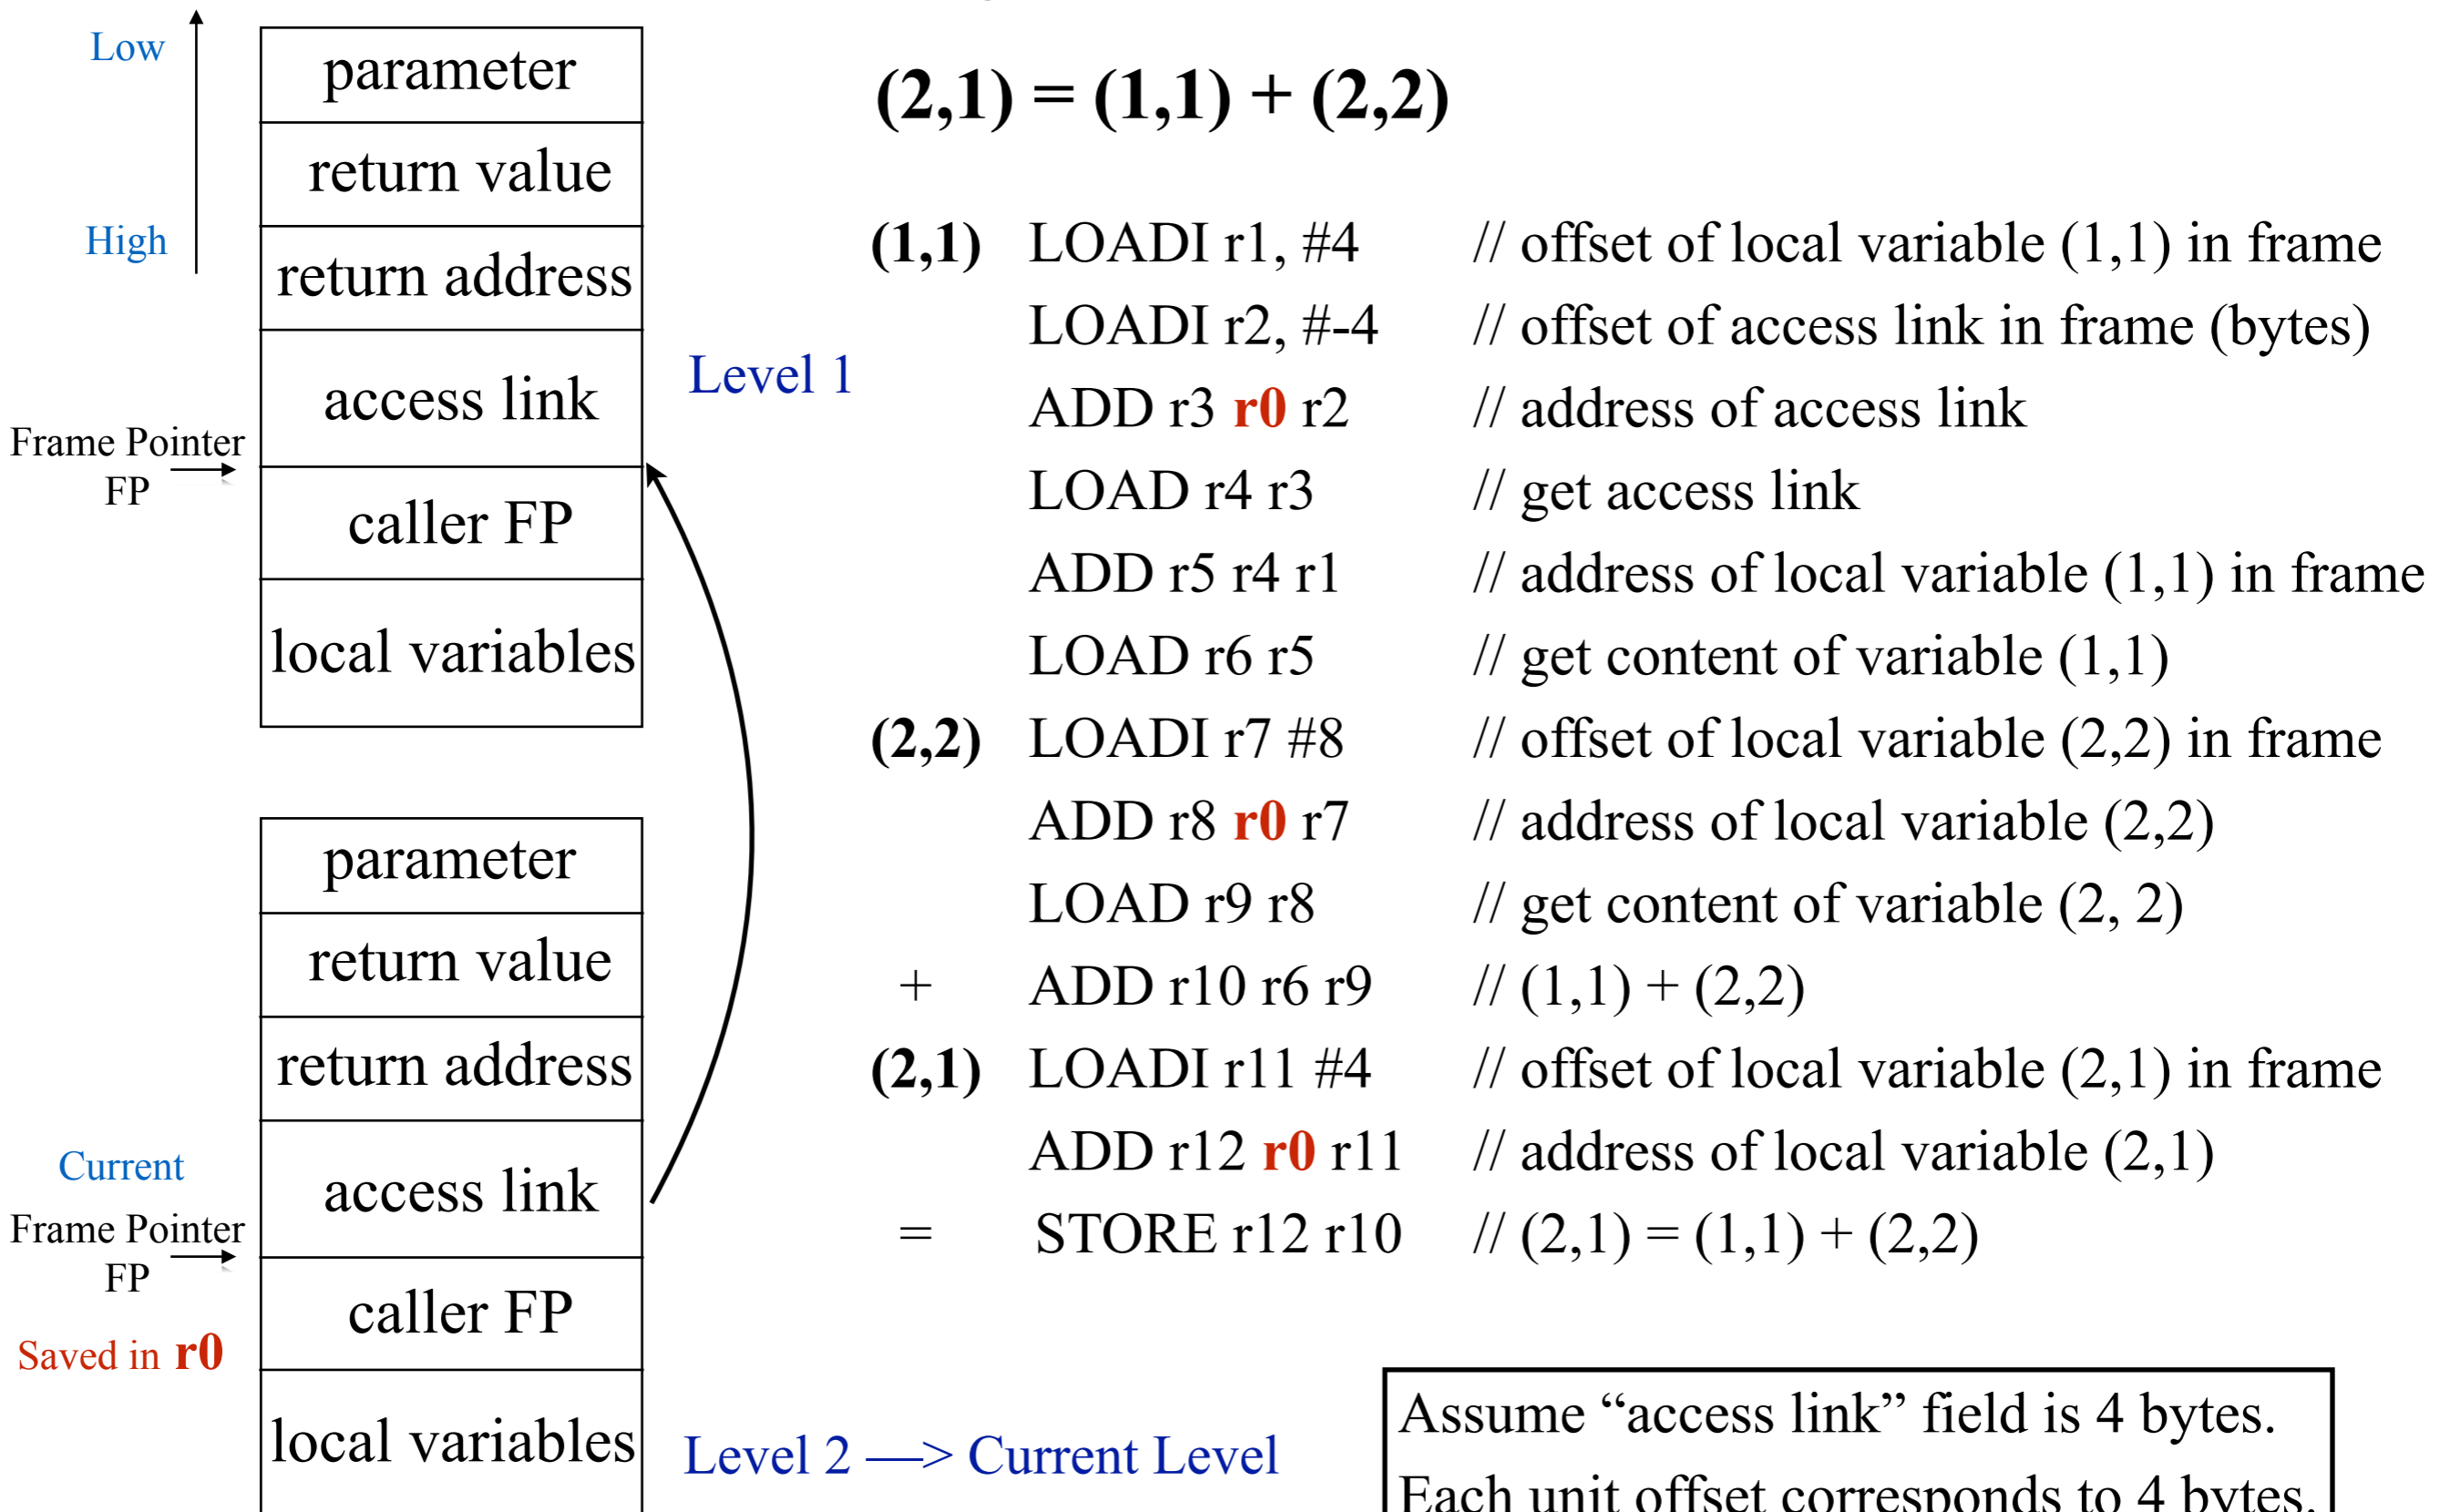 Low
High
parameter
return value
return address
access link
caller FP
local variables
Frame Pointer
FP
Level 1
parameter
return value
return address
access link
caller FP
local variables
Current
Frame Pointer
FP
Saved in r0
Level 2 —> Current Level
(2,1) = (1,1) + (2,2)
(1,1) LOADI r1, #4 // offset of local variable (1,1) in frame
LOADI r2, #-4 // offset of access link in frame (bytes)
ADD r3 r0 r2 // address of access link
LOAD r4 r3 // get access link
ADD r5 r4 r1 // address of local variable (1,1) in frame
LOAD r6 r5 // get content of variable (1,1)
(2,2) LOADI r7 #8 // offset of local variable (2,2) in frame
ADD r8 r0 r7 // address of local variable (2,2)
LOAD r9 r8 // get content of variable (2, 2)
+ ADD r10 r6 r9 // (1,1) + (2,2)
(2,1) LOADI r11 #4 // offset of local variable (2,1) in frame
ADD r12 r0 r11 // address of local variable (2,1)
= STORE r12 r10 // (2,1) = (1,1) + (2,2)
Assume “access link” field is 4 bytes.
Each unit offset corresponds to 4 bytes.